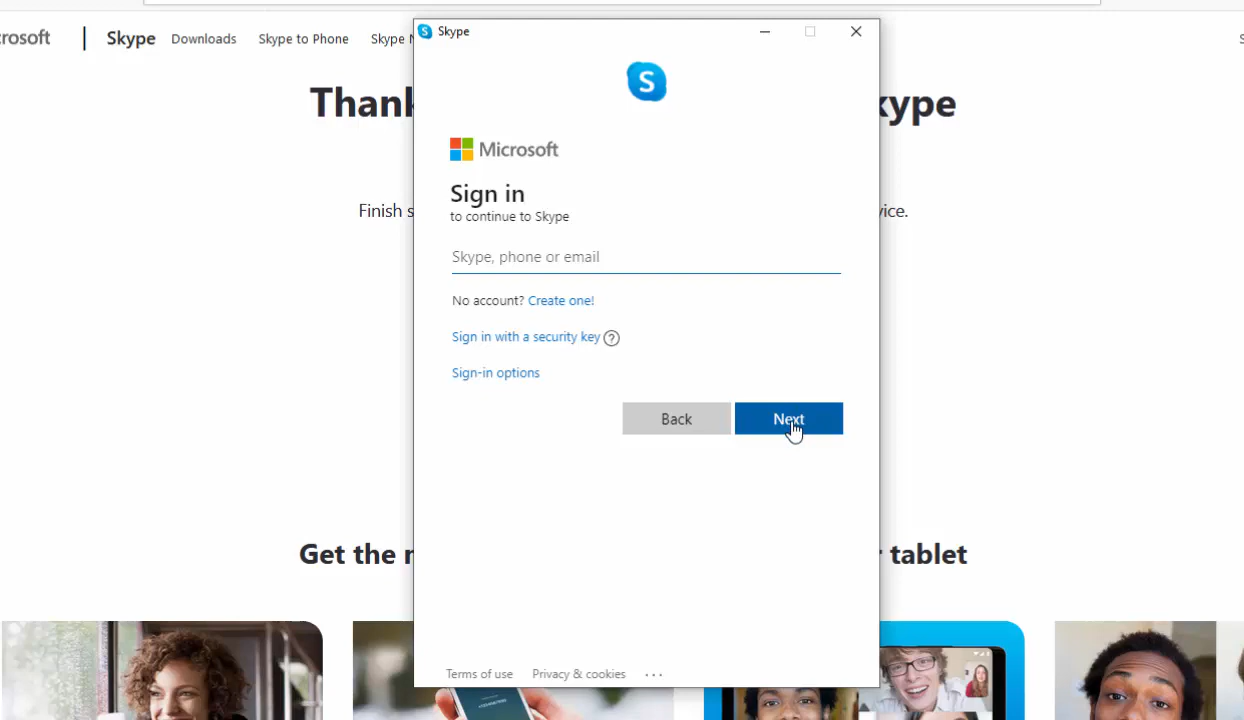 rosoft Skype Downloads Skype to Phone Skype
Skype
S
Thank kype
Microsoft
Sign in
to continue to Skype
Finish s vice.
Skype, phone or email
No account? Create one!
Sign in with a security key ?
Sign-in options
Back Next
Get the tablet
Terms of use Privacy & cookies ...